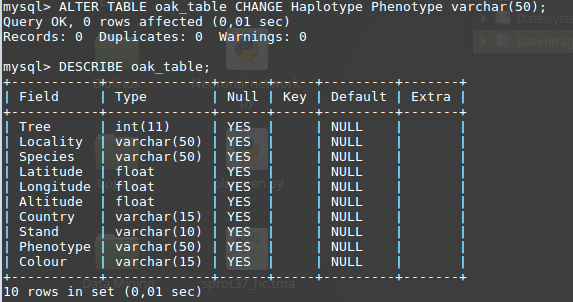 mysql> ALTER TABLE oak_table CHANGE Haplotype Phenotype varchar(50);
Query OK, 0 rows affected (0,01 sec)
Records: 0  Duplicates: 0  Warnings: 0
mysql> DESCRIBE oak_table;
+-----------+-------------+------+-----+---------+-------+
| Field     | Type        | Null | Key | Default | Extra |
+-----------+-------------+------+-----+---------+-------+
| Tree      | int(11)     | YES  |     | NULL    |       |
| Locality  | varchar(50) | YES  |     | NULL    |       |
| Species   | varchar(50) | YES  |     | NULL    |       |
| Latitude  | float       | YES  |     | NULL    |       |
| Longitude | float       | YES  |     | NULL    |       |
| Altitude  | float       | YES  |     | NULL    |       |
| Country   | varchar(15) | YES  |     | NULL    |       |
| Stand     | varchar(10) | YES  |     | NULL    |       |
| Phenotype | varchar(50) | YES  |     | NULL    |       |
| Colour    | varchar(15) | YES  |     | NULL    |       |
+-----------+-------------+------+-----+---------+-------+
10 rows in set (0,01 sec)
Dateisystem
Datenträg
sprot37_hc.tma